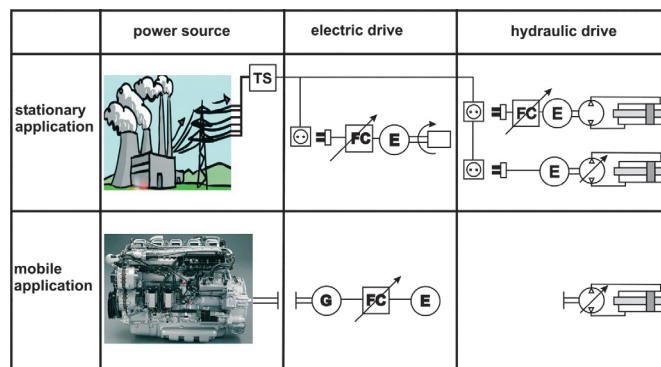 power source
electric drive
hydraulic drive
stationary
application
TS
FC
E
FC
E
E
mobile
application
G
FC
E